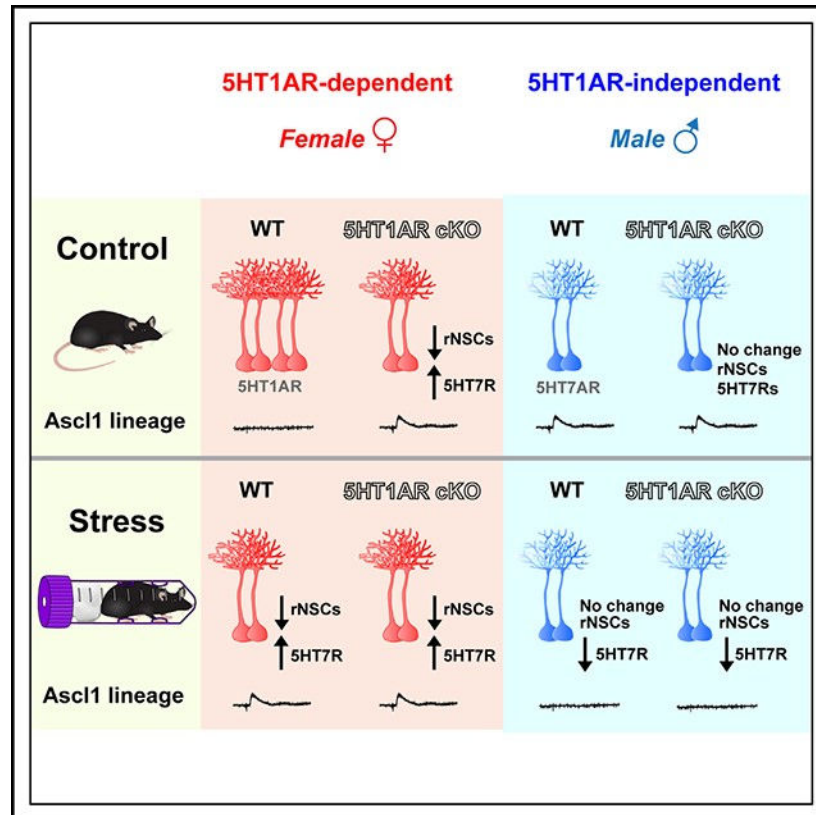 5HT1AR-dependent
5HT1AR-independent
Female ♀
Male ♂
Control
WT
5HT1AR cKO
WT
5HT1AR cKO
↓ rNSCs
↑ 5HT7R
No change
rNSCs
5HT7Rs
5HT1AR
5HT7AR
Ascl1 lineage
Stress
WT
5HT1AR cKO
WT
5HT1AR cKO
↓ rNSCs
↑ 5HT7R
↓ rNSCs
↑ 5HT7R
No change
rNSCs
↓ 5HT7R
No change
rNSCs
↓ 5HT7R
Ascl1 lineage